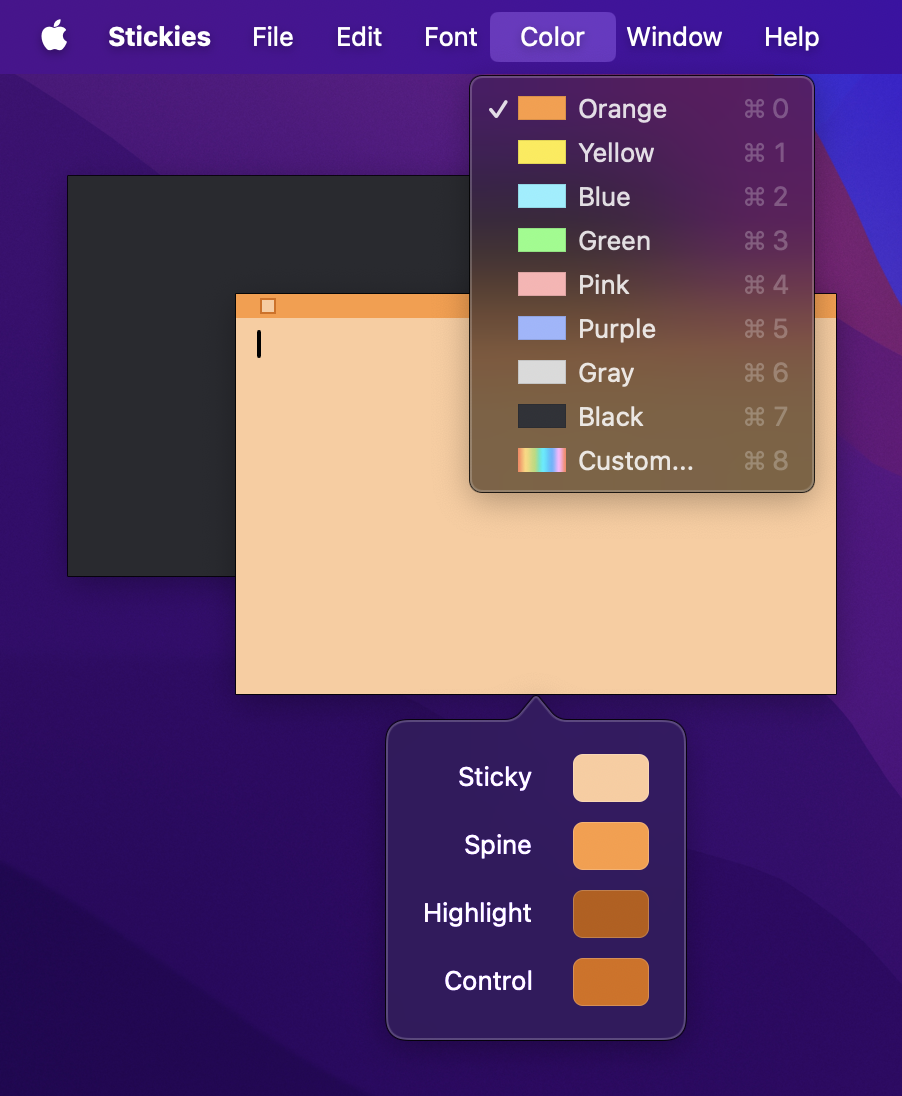 Stickies File Edit Font Color Window Help
✓ Orange ⌘ 0
Yellow ⌘ 1
Blue ⌘ 2
Green ⌘ 3
Pink ⌘ 4
Purple ⌘ 5
Gray ⌘ 6
Black ⌘ 7
Custom... ⌘ 8
Sticky
Spine
Highlight
Control